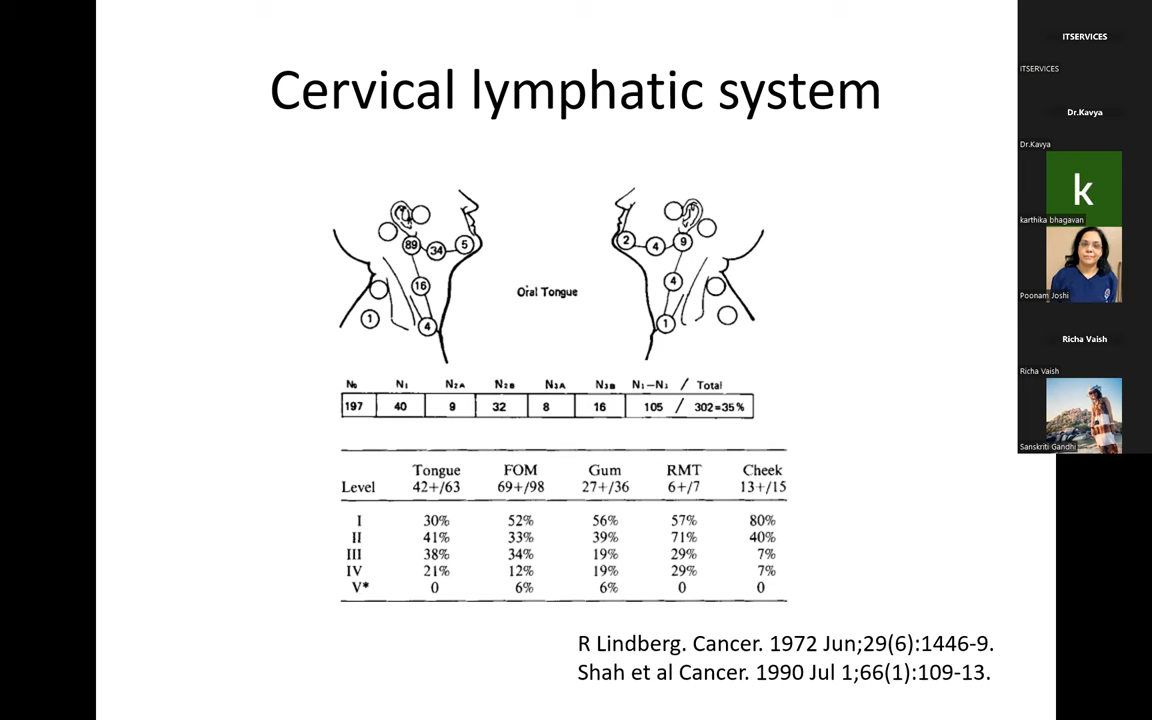 Cervical lymphatic system
89 34 5
16
1 4
Oral Tongue
2 4 9
4
1
N₀ N₁ N₂ᴀ N₂ʙ N₃ᴀ N₃ʙ N₁–N₃ / Total
197 40 9 32 8 16 105 / 302=35%
Tongue FOM Gum RMT Cheek
Level 42+/63 69+/98 27+/36 6+/7 13+/15
I 30% 52% 56% 57% 80%
II 41% 33% 39% 71% 40%
III 38% 34% 19% 29% 7%
IV 21% 12% 19% 29% 7%
V* 0 6% 6% 0 0
R Lindberg. Cancer. 1972 Jun;29(6):1446-9.
Shah et al Cancer. 1990 Jul 1;66(1):109-13.
ITSERVICES
ITSERVICES
Dr.Kavya
Dr.Kavya
k
karthika bhagavan
Poonam Joshi
Richa Vaish
Richa Vaish
Sanskriti Gandhi